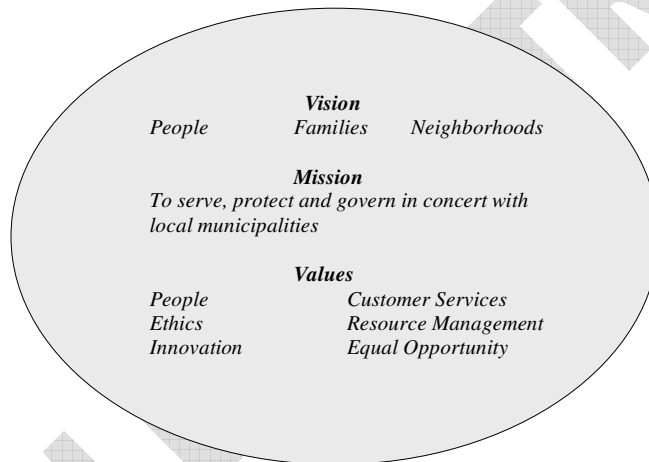 Vision
People Families Neighborhoods
Mission
To serve, protect and govern in concert with
local municipalities
Values
People Customer Services
Ethics Resource Management
Innovation Equal Opportunity